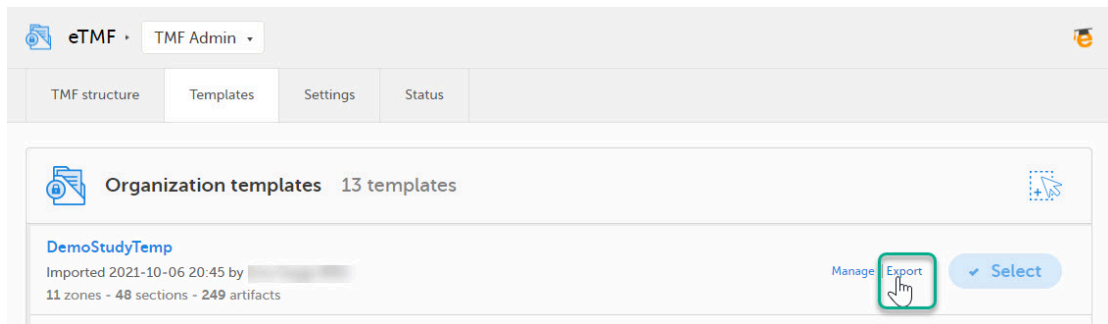 eTMF ‣ TMF Admin ▾
TMF structure Templates Settings Status
Organization templates 13 templates
DemoStudyTemp
Imported 2021-10-06 20:45 by
Manage Export ✓ Select
11 zones - 48 sections - 249 artifacts